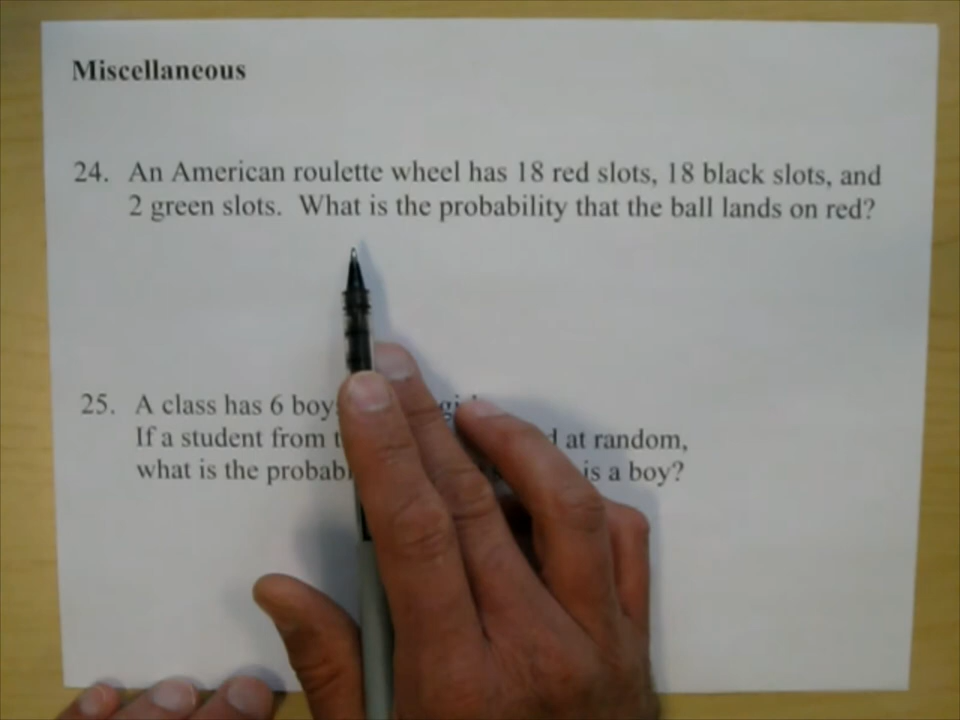 Miscellaneous
24. An American roulette wheel has 18 red slots, 18 black slots, and
2 green slots. What is the probability that the ball lands on red?
25. A class has 6 boys
If a student from at random,
what is the is a boy?